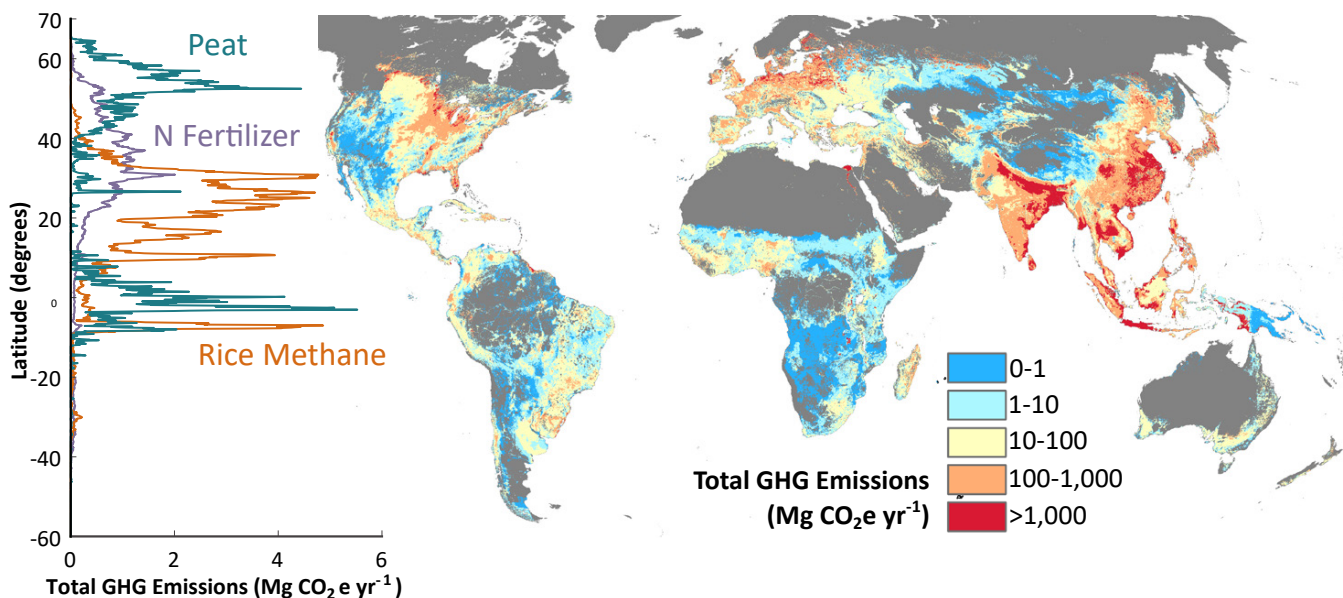 70
60
40
20
0
-20
-40
-60
Latitude (degrees)
Peat
N Fertilizer
Rice Methane
0
2
4
6
Total GHG Emissions (Mg CO₂ e yr⁻¹)
Total GHG Emissions
(Mg CO₂e yr⁻¹)
0-1
1-10
10-100
100-1,000
>1,000